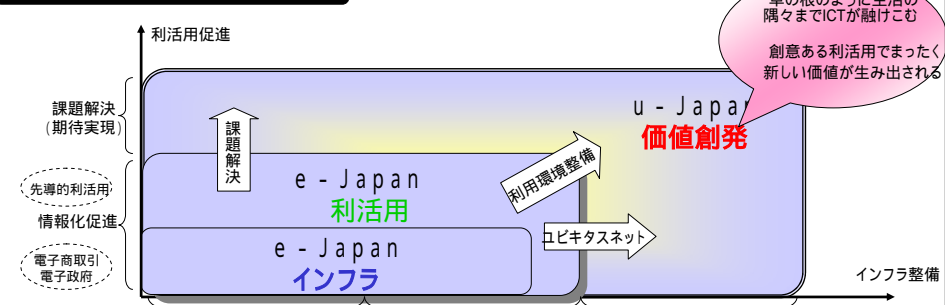 草の根のように生活の
隅々までICTが融けこむ
創意ある利活用でまったく
新しい価値が生み出される
利活用促進
課題解決
(期待実現)
課題解決
u-Japan
価値創発
利用環境整備
e-Japan
利活用
先導的利活用
情報化促進
ユビキタスネット
e-Japan
インフラ
電子商取引
電子政府
インフラ整備